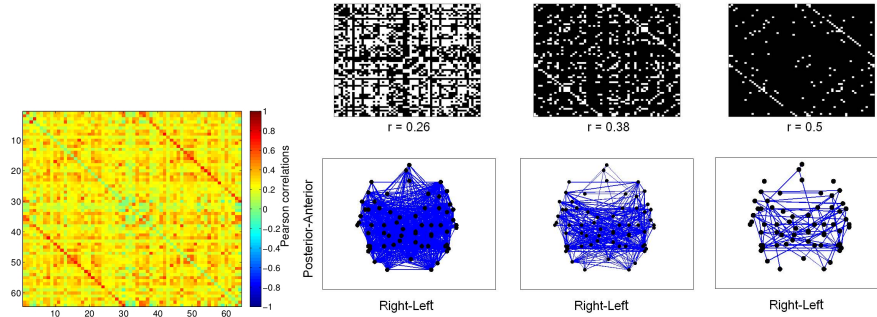 r = 0.26
r = 0.38
r = 0.5
10
20
30
40
50
60
10
20
30
40
50
60
1
0.8
0.6
0.4
0.2
0
-0.2
-0.4
-0.6
-0.8
-1
Pearson correlations
Posterior-Anterior
Right-Left
Right-Left
Right-Left